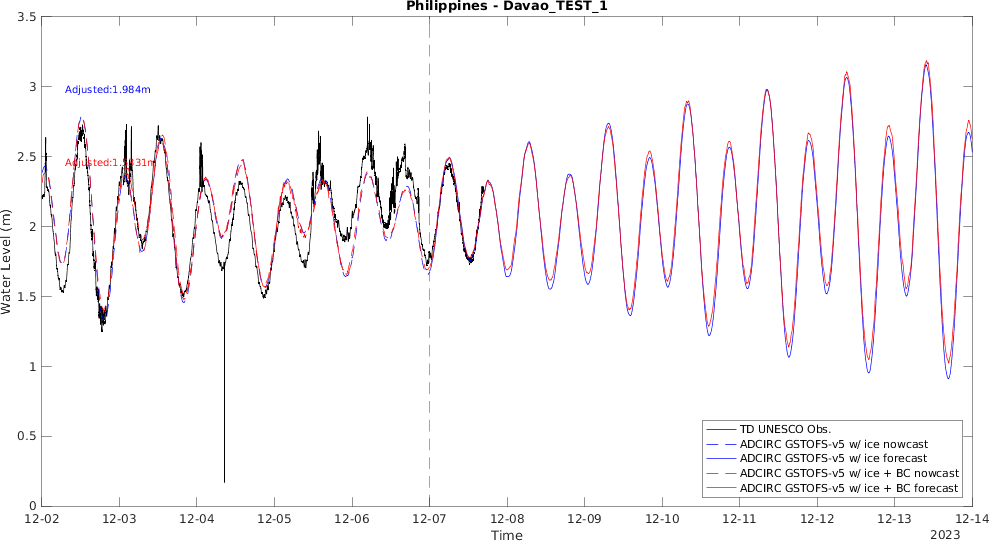 Philippines - Davao_TEST_1
3.5
3
2.5
2
1.5
1
0.5
0
Water Level (m)
Adjusted:1.984m
TD UNESCO Obs.
ADCIRC GSTOFS-v5 w/ ice nowcast
ADCIRC GSTOFS-v5 w/ ice forecast
ADCIRC GSTOFS-v5 w/ ice + BC nowcast
ADCIRC GSTOFS-v5 w/ ice + BC forecast
12-02 12-03 12-04 12-05 12-06 12-07 12-08 12-09 12-10 12-11 12-12 12-13 12-14
Time
2023